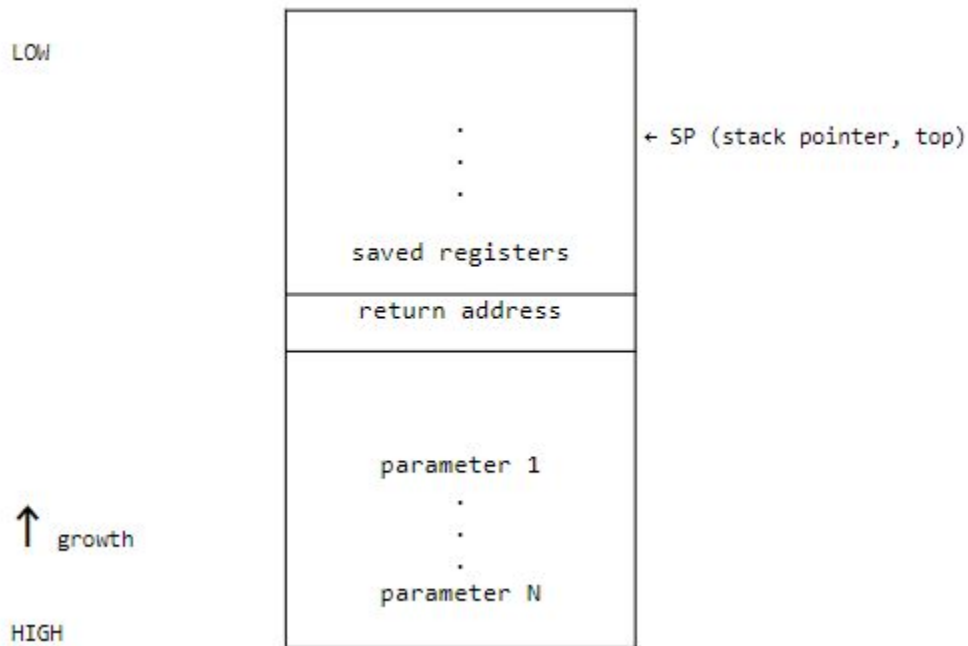 LOW
.
← SP (stack pointer, top)
.
.
saved registers
return address
parameter 1
.
↑ growth
.
.
parameter N
HIGH